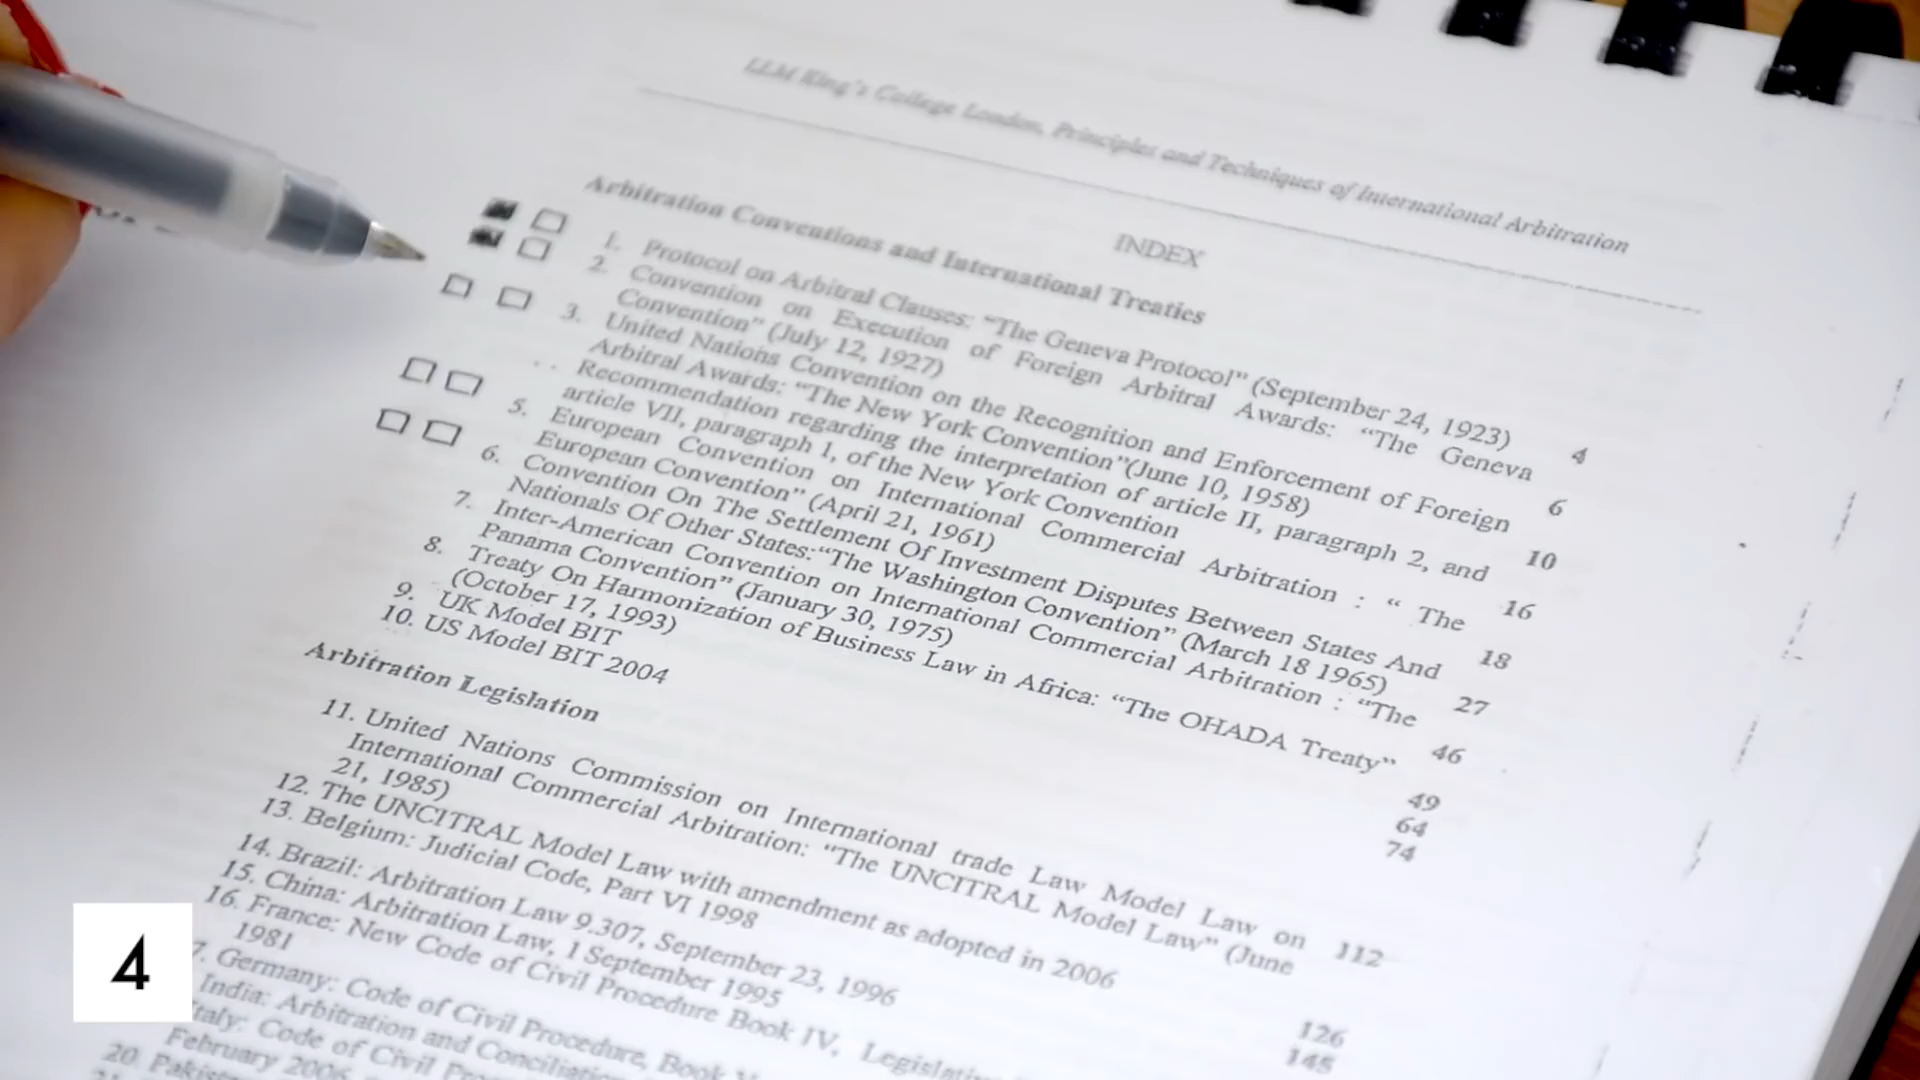 LLM King's College London, Principles and Techniques of International Arbitration
INDEX
Arbitration Conventions and International Treaties
1. Protocol on Arbitral Clauses: "The Geneva Protocol" (September 24, 1923) 4
2. Convention on Execution of Foreign Arbitral Awards: "The Geneva
Convention" (July 12, 1927) 6
3. United Nations Convention on the Recognition and Enforcement of Foreign
Arbitral Awards: "The New York Convention"(June 10, 1958) 10
Recommendation regarding the interpretation of article II, paragraph 2, and
article VII, paragraph 1, of the New York Convention 16
5. European Convention on International Commercial Arbitration : " The
European Convention" (April 21, 1961) 18
6. Convention On The Settlement Of Investment Disputes Between States And
Nationals Of Other States:"The Washington Convention" (March 18 1965) 27
7. Inter-American Convention on International Commercial Arbitration : "The
Panama Convention" (January 30, 1975) 46
8. Treaty On Harmonization of Business Law in Africa: "The OHADA Treaty"
(October 17, 1993) 49
9. UK Model BIT 64
10. US Model BIT 2004 74
Arbitration Legislation
11. United Nations Commission on International trade Law Model Law on
International Commercial Arbitration: "The UNCITRAL Model Law" (June
21, 1985) 112
12. The UNCITRAL Model Law with amendment as adopted in 2006
13. Belgium: Judicial Code, Part VI 1998 126
14. Brazil: Arbitration Law 9.307, September 23, 1996 145
15. China: Arbitration Law, 1 September 1995
16. France: New Code of Civil Procedure Book IV,
1981
7. Germany: Code of Civil Procedure, Book
India: Arbitration and
Italy: Code of Civil
February 2006
20.
4